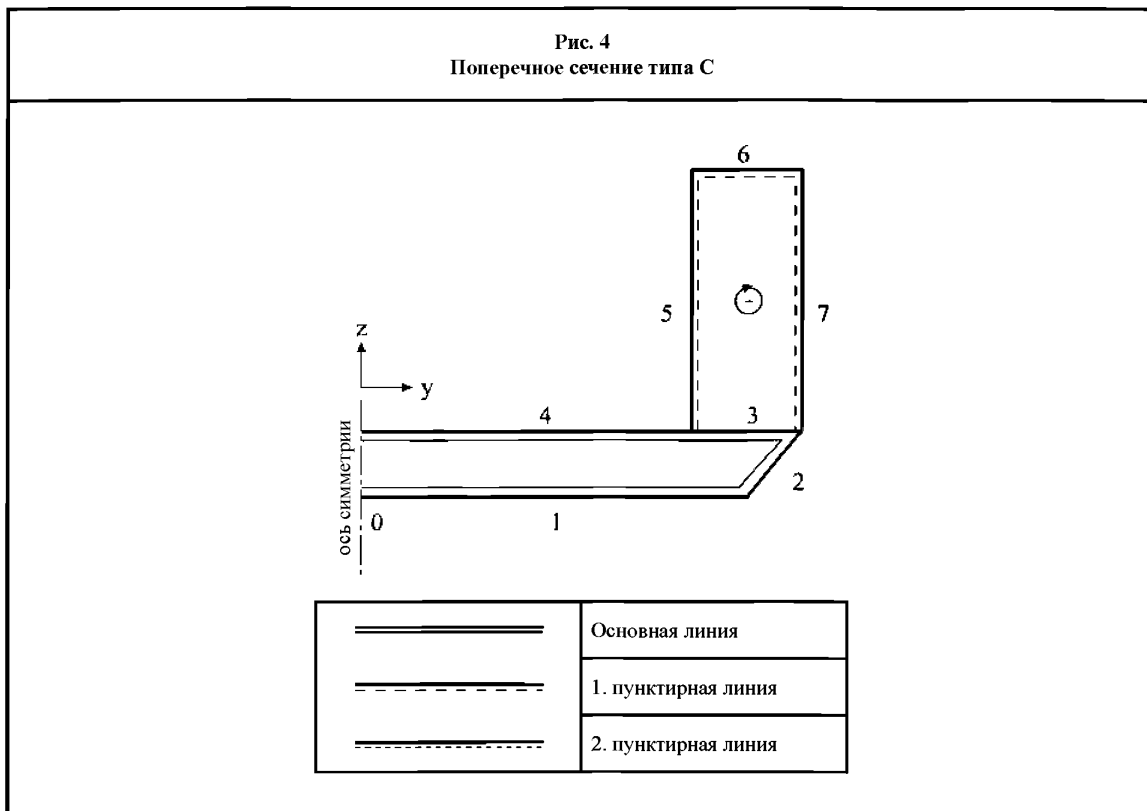 Рис. 4
Поперечное сечение типа С
6
5
7
z
y
4
3
2
ось симметрии
0
1
Основная линия
1. пунктирная линия
2. пунктирная линия